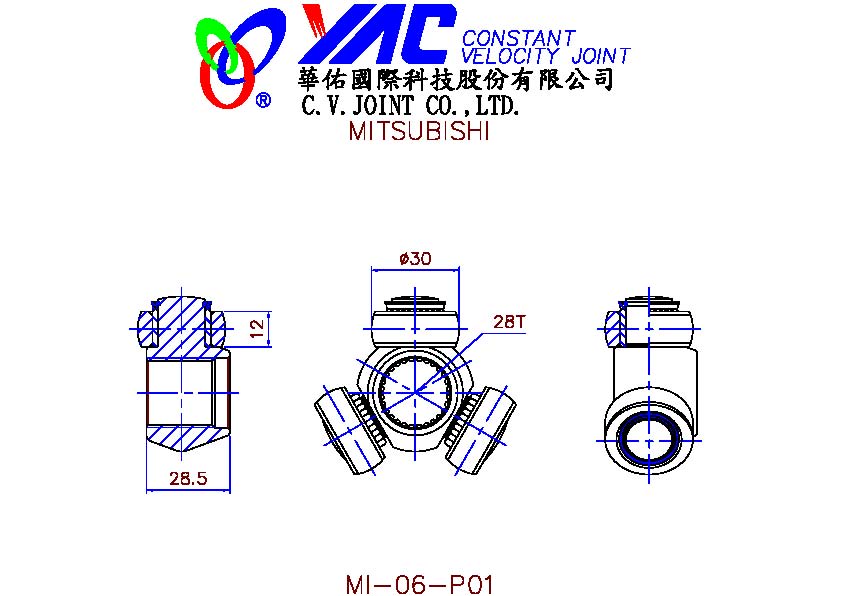 YAC CONSTANT
VELOCITY JOINT
華佑國際科技股份有限公司
®
C.V.JOINT CO.,LTD.
MITSUBISHI
ø30
28T
12
28.5
MI-06-P01